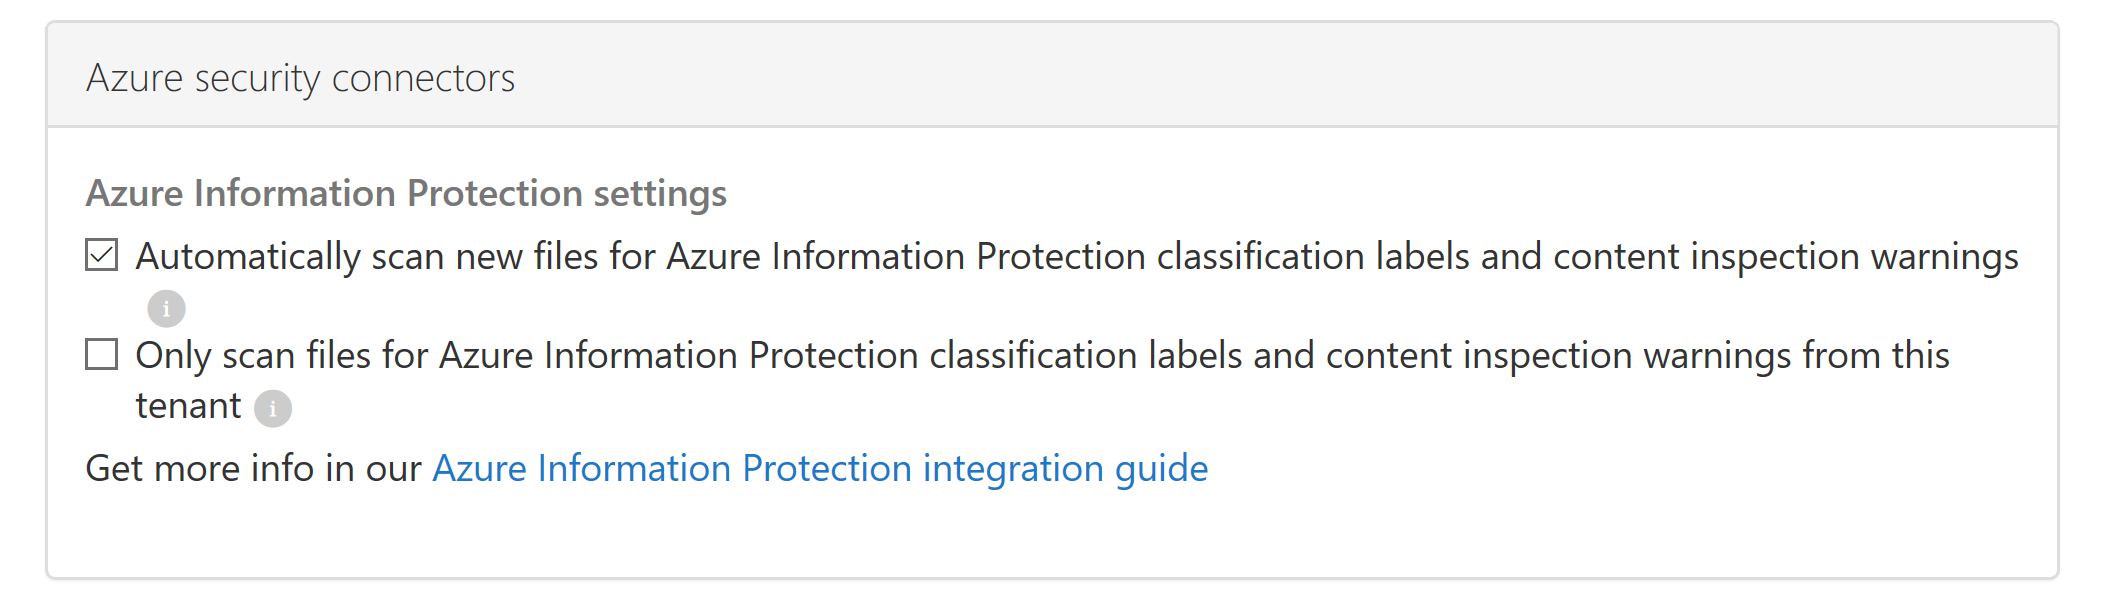 Azure security connectors
Azure Information Protection settings
Automatically scan new files for Azure Information Protection classification labels and content inspection warnings
i
Only scan files for Azure Information Protection classification labels and content inspection warnings from this
tenant i
Get more info in our Azure Information Protection integration guide